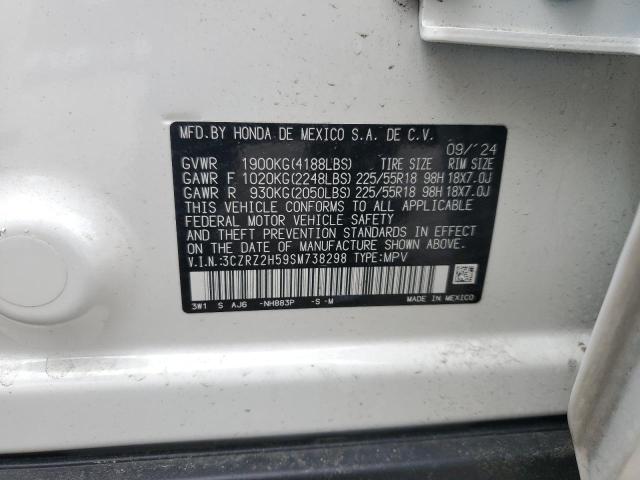 MFD. BY HONDA DE MEXICO S.A. DE C.V.
09/'24
GVWR 1900KG(4188LBS) TIRE SIZE RIM SIZE
GAWR F 1020KG(2248LBS) 225/55R18 98H 18X7.0J
GAWR R 930KG(2050LBS) 225/55R18 98H 18X7.0J
THIS VEHICLE CONFORMS TO ALL APPLICABLE
FEDERAL MOTOR VEHICLE SAFETY
AND THEFT PREVENTION STANDARDS IN EFFECT
ON THE DATE OF MANUFACTURE SHOWN ABOVE.
V.I.N.:3CZRZ2H59SM738298 TYPE:MPV
3W1 S AJ6 -NH883P -S -M MADE IN MEXICO